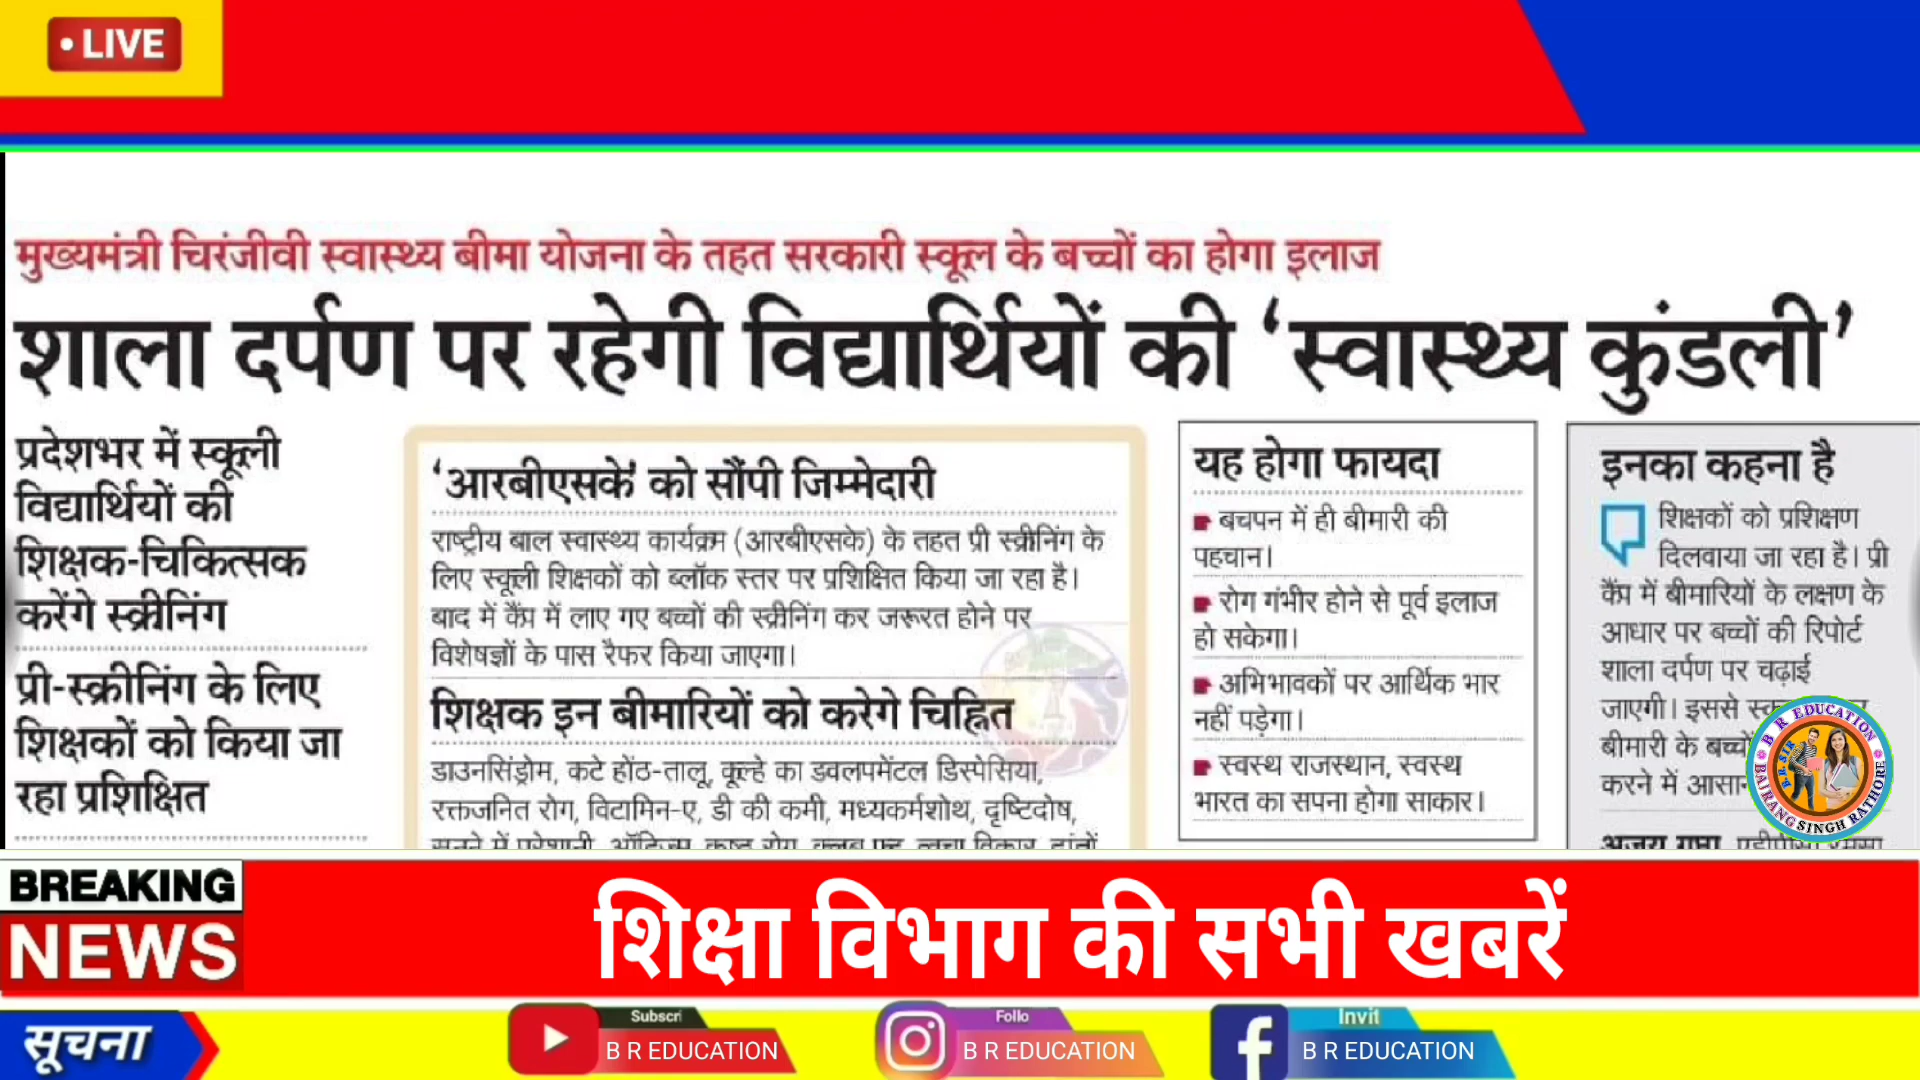 • LIVE
मुख्यमंत्री चिरंजीवी स्वास्थ्य बीमा योजना के तहत सरकारी स्कूल के बच्चों का होगा इलाज
शाला दर्पण पर रहेगी विद्यार्थियों की ‘स्वास्थ्य कुंडली’
प्रदेशभर में स्कूली
विद्यार्थियों की
शिक्षक-चिकित्सक
करेंगे स्क्रीनिंग
प्री-स्क्रीनिंग के लिए
शिक्षकों को किया जा
रहा प्रशिक्षित
‘आरबीएसके’ को सौंपी जिम्मेदारी
राष्ट्रीय बाल स्वास्थ्य कार्यक्रम (आरबीएसके) के तहत प्री स्क्रीनिंग के
लिए स्कूली शिक्षकों को ब्लॉक स्तर पर प्रशिक्षित किया जा रहा है।
बाद में कैंप में लाए गए बच्चों की स्क्रीनिंग कर जरूरत होने पर
विशेषज्ञों के पास रैफर किया जाएगा।
शिक्षक इन बीमारियों को करेगे चिह्नित
डाउनसिंड्रोम, कटे होंठ-तालू, कूल्हे का डवलपमेंटल डिस्पेसिया,
रक्तजनित रोग, विटामिन-ए, डी की कमी, मध्यकर्मशोथ, दृष्टिदोष,
यह होगा फायदा
बचपन में ही बीमारी की
पहचान।
रोग गंभीर होने से पूर्व इलाज
हो सकेगा।
अभिभावकों पर आर्थिक भार
नहीं पड़ेगा।
स्वस्थ राजस्थान, स्वस्थ
भारत का सपना होगा साकार।
इनका कहना है
शिक्षकों को प्रशिक्षण
दिलवाया जा रहा है। प्री
कैंप में बीमारियों के लक्षण के
आधार पर बच्चों की रिपोर्ट
शाला दर्पण पर चढ़ाई
जाएगी। इससे
बीमारी के
करने में
B R EDUCATION
B.R.SIR
BAJRANG SINGH RATHORE
BREAKING
NEWS
शिक्षा विभाग की सभी खबरें
सूचना
Subscri
B R EDUCATION
Follo
B R EDUCATION
Invit
B R EDUCATION